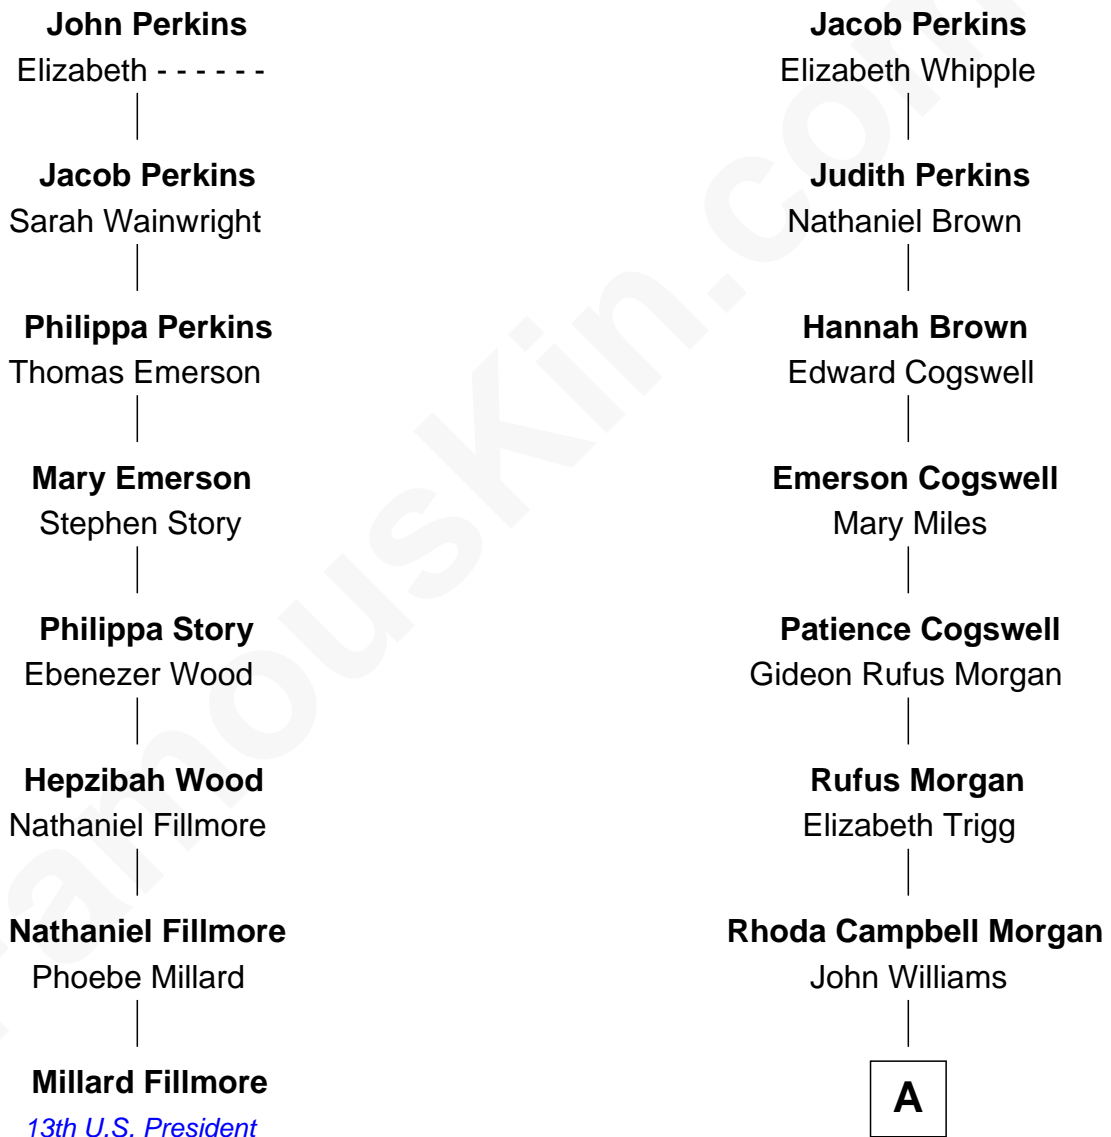 John Perkins
Elizabeth - - - - - -
Jacob Perkins
Sarah Wainwright
Philippa Perkins
Thomas Emerson
Mary Emerson
Stephen Story
Philippa Story
Ebenezer Wood
Hepzibah Wood
Nathaniel Fillmore
Nathaniel Fillmore
Phoebe Millard
Millard Fillmore
13th U.S. President
Jacob Perkins
Elizabeth Whipple
Judith Perkins
Nathaniel Brown
Hannah Brown
Edward Cogswell
Emerson Cogswell
Mary Miles
Patience Cogswell
Gideon Rufus Morgan
Rufus Morgan
Elizabeth Trigg
Rhoda Campbell Morgan
John Williams
A
FamousKin.com